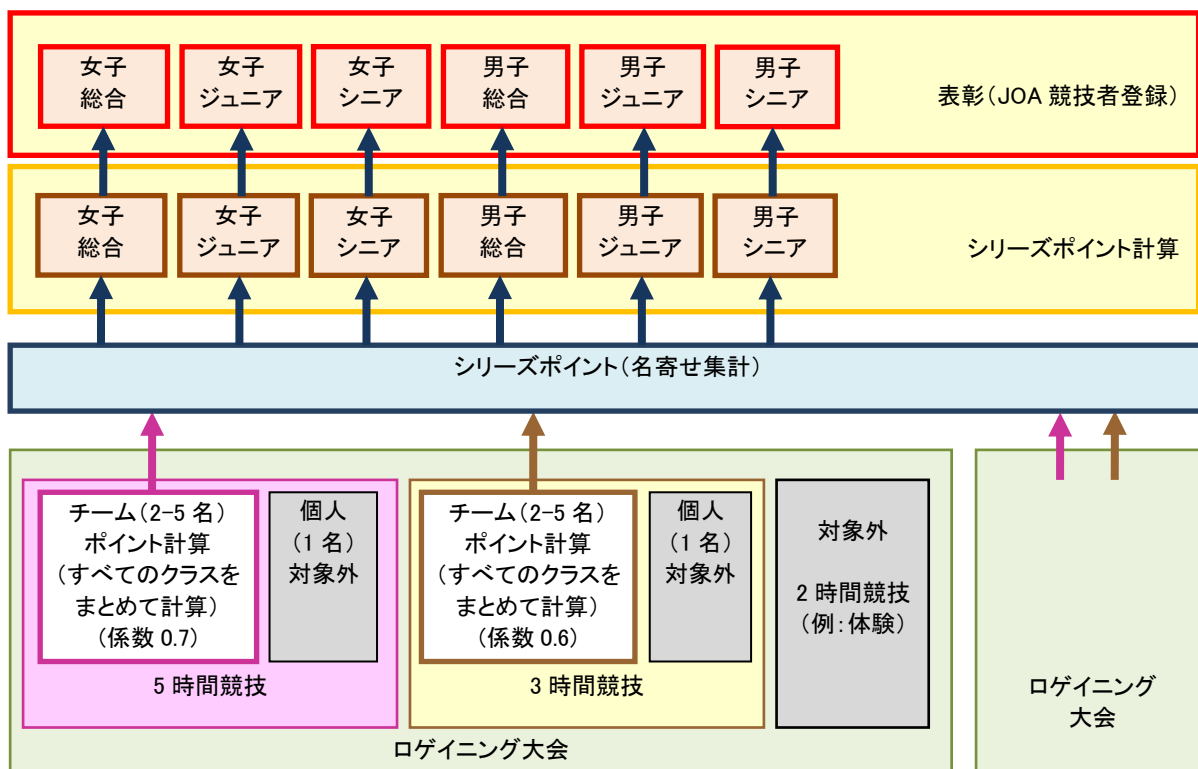 女子
総合
女子
ジュニア
女子
シニア
男子
総合
男子
ジュニア
男子
シニア
表彰（JOA 競技者登録）
女子
総合
女子
ジュニア
女子
シニア
男子
総合
男子
ジュニア
男子
シニア
シリーズポイント計算
シリーズポイント（名寄せ集計）
チーム（2-5 名）
ポイント計算
（すべてのクラスを
まとめて計算）
（係数 0.7）
個人
（1 名）
対象外
5 時間競技
チーム（2-5 名）
ポイント計算
（すべてのクラスを
まとめて計算）
（係数 0.6）
個人
（1 名）
対象外
3 時間競技
対象外
2 時間競技
（例：体験）
ロゲイニング大会
ロゲイニング
大会